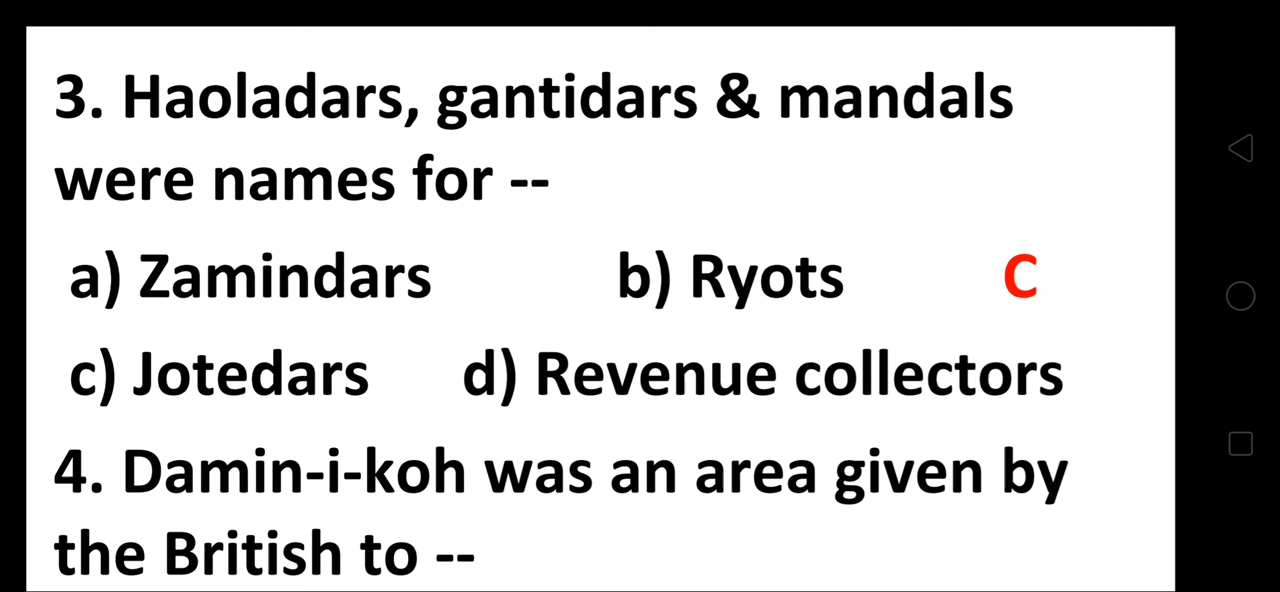 3. Haoladars, gantidars & mandals
were names for --
a) Zamindars b) Ryots C
c) Jotedars d) Revenue collectors
4. Damin-i-koh was an area given by
the British to --